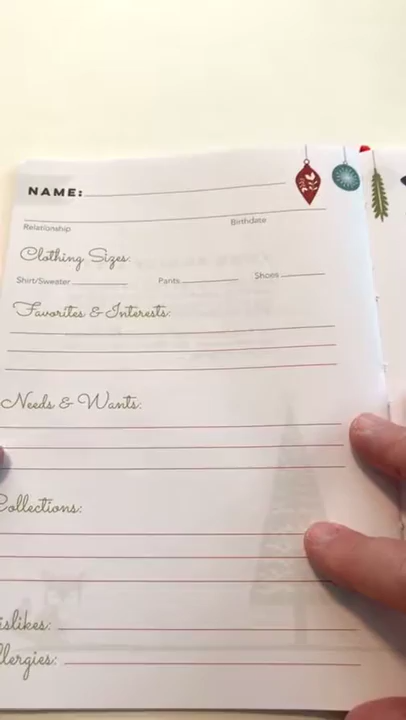 NAME:
Relationship Birthdate
Clothing Sizes:
Shirt/Sweater Pants Shoes
Favorites & Interests:
Needs & Wants:
Collections:
islikes:
llergies: